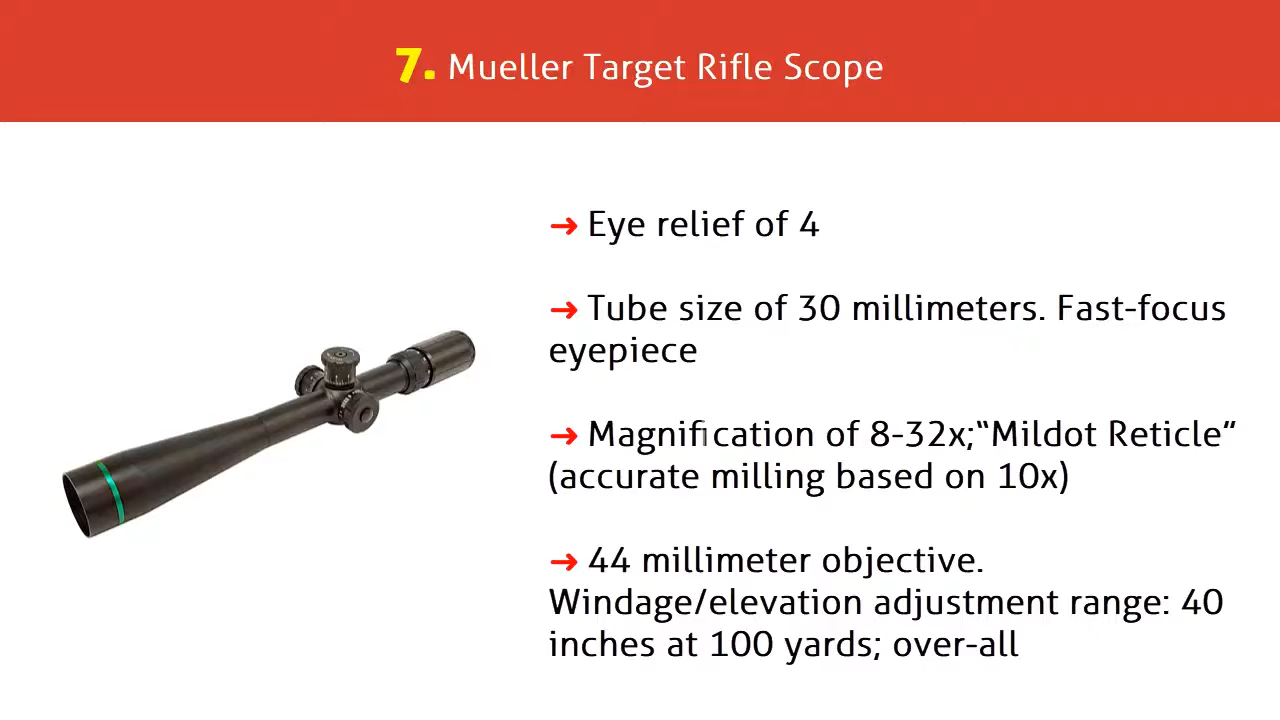 7. Mueller Target Rifle Scope
➜ Eye relief of 4
➜ Tube size of 30 millimeters. Fast-focus
eyepiece
➜ Magnification of 8-32x;“Mildot Reticle”
(accurate milling based on 10x)
➜ 44 millimeter objective.
Windage/elevation adjustment range: 40
inches at 100 yards; over-all